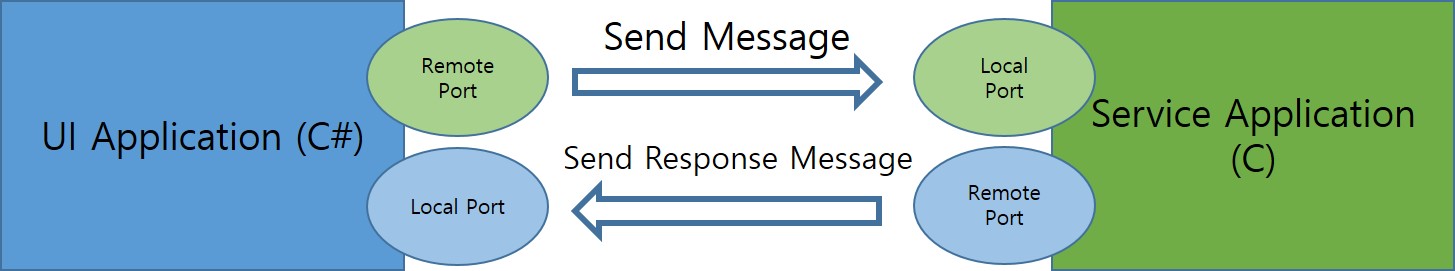 Send Message
Remote
Port
Local
Port
UI Application (C#)
Service Application
(C)
Send Response Message
Local Port
Remote
Port